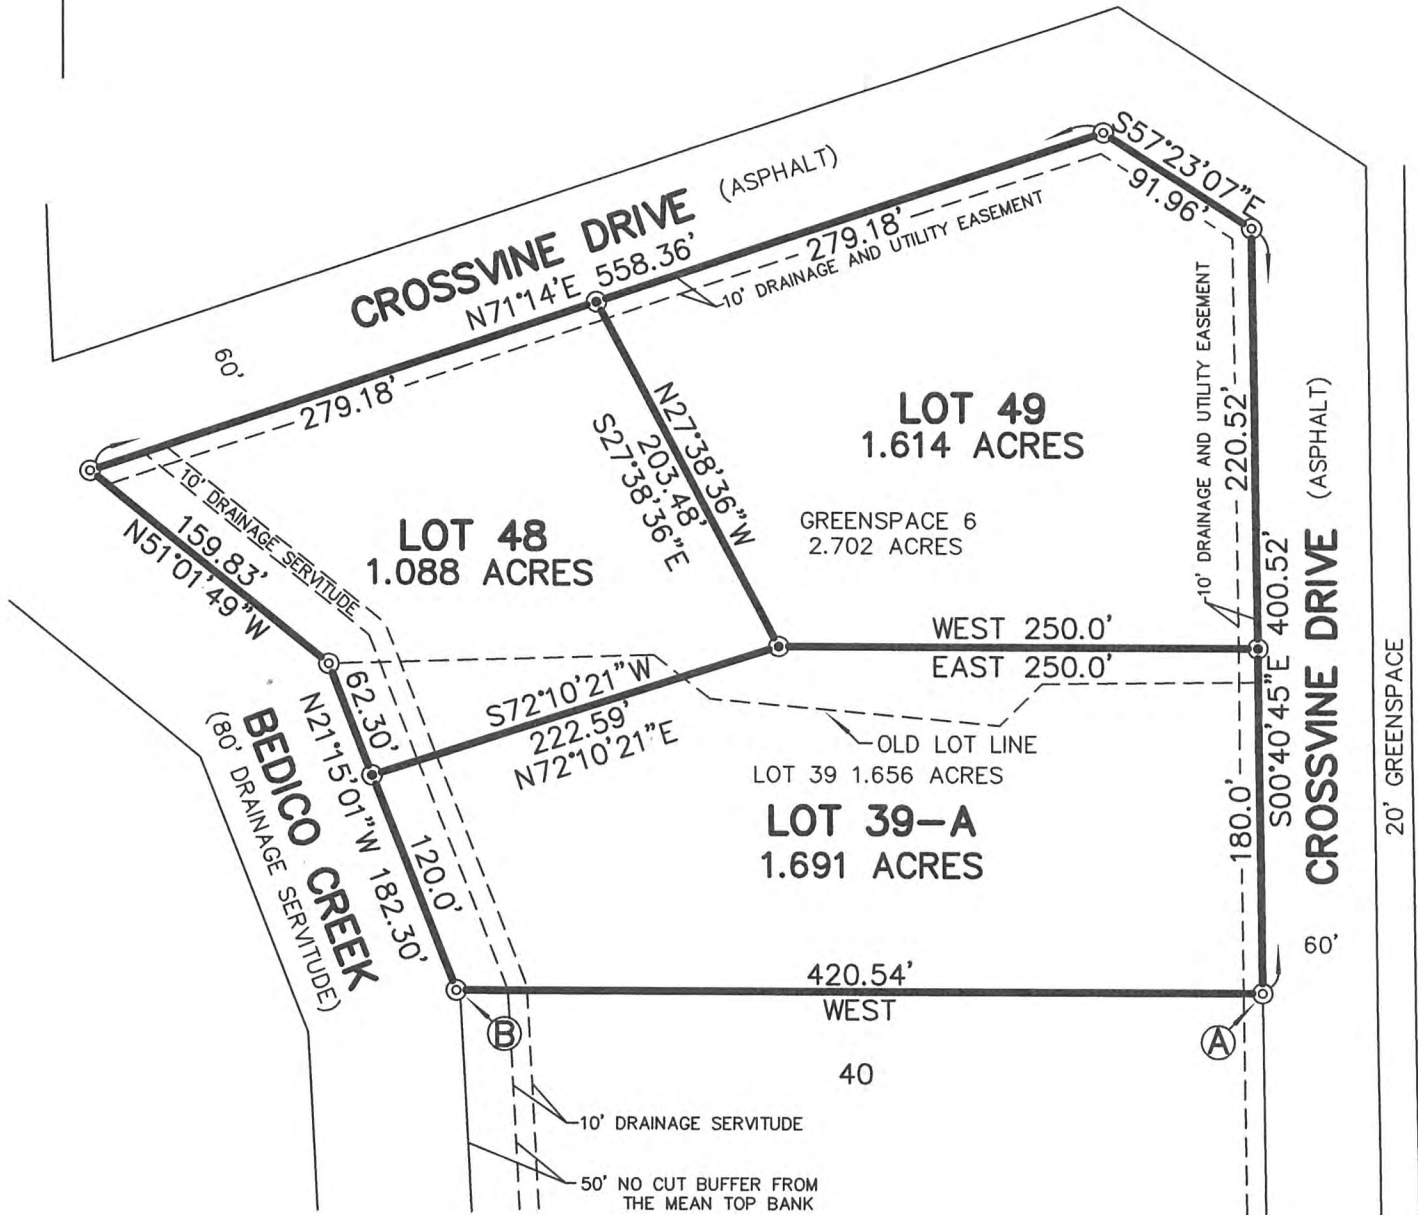 S57°23'07"E
91.96'
CROSSVINE DRIVE (ASPHALT)
N71°14'E 558.36'
279.18'
10' DRAINAGE AND UTILITY EASEMENT
60'
279.18'
10' DRAINAGE SERVITUDE
159.83'
N51°01'49"W
LOT 48
1.088 ACRES
N27°38'36"W
203.48'
S27°38'36"E
LOT 49
1.614 ACRES
GREENSPACE 6
2.702 ACRES
10' DRAINAGE AND UTILITY EASEMENT
220.52'
S00°40'45"E 400.52'
CROSSVINE DRIVE (ASPHALT)
60'
20' GREENSPACE
WEST 250.0'
EAST 250.0'
S72°10'21"W
222.59'
N72°10'21"E
62.30'
N21°15'01"W 182.30'
120.0'
BEDICO CREEK
(80' DRAINAGE SERVITUDE)
OLD LOT LINE
LOT 39 1.656 ACRES
LOT 39-A
1.691 ACRES
180.0'
420.54'
WEST
B
A
40
10' DRAINAGE SERVITUDE
50' NO CUT BUFFER FROM
THE MEAN TOP BANK